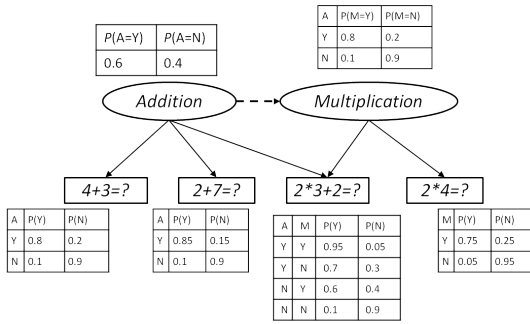 P(A=Y) P(A=N)
0.6 0.4
A P(M=Y) P(M=N)
Y 0.8 0.2
N 0.1 0.9
Addition
Multiplication
4+3=?
2+7=?
2*3+2=?
2*4=?
A P(Y) P(N)
Y 0.8 0.2
N 0.1 0.9
A P(Y) P(N)
Y 0.85 0.15
N 0.1 0.9
A M P(Y) P(N)
Y Y 0.95 0.05
Y N 0.7 0.3
N Y 0.6 0.4
N N 0.1 0.9
M P(Y) P(N)
Y 0.75 0.25
N 0.05 0.95